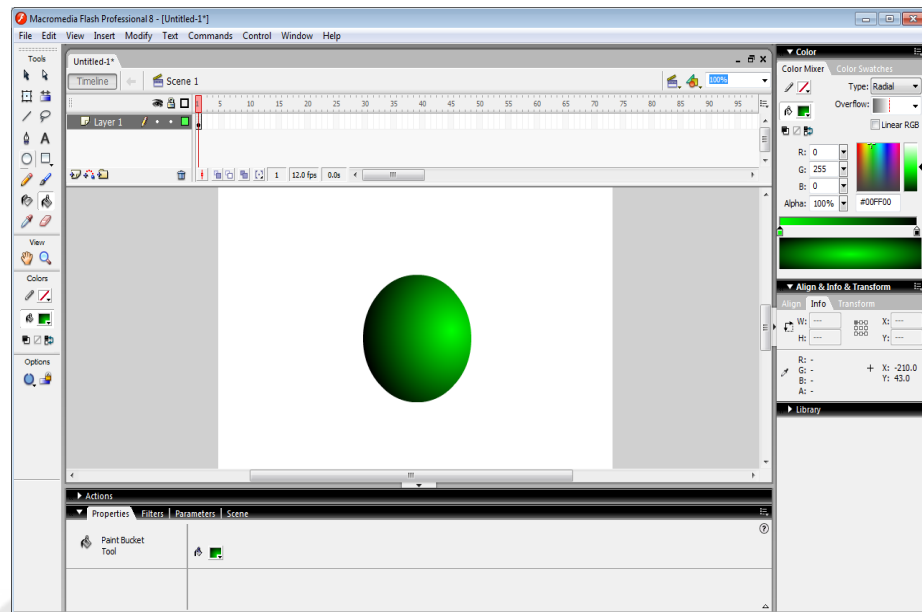 Macromedia Flash Professional 8 - [Untitled-1*]
File Edit View Insert Modify Text Commands Control Window Help
Tools
View
Colors
Options
Untitled-1*
Timeline
Scene 1
100%
1 5 10 15 20 25 30 35 40 45 50 55 60 65 70 75 80 85 90 95
Layer 1
1 12.0 fps 0.0s
Color
Color Mixer Color Swatches
Type: Radial
Overflow:
Linear RGB
R: 0
G: 255
B: 0
Alpha: 100% #00FF00
Align & Info & Transform
Align Info Transform
W: --- X: ---
H: --- Y: ---
R: -
G: - + X: -210.0
B: - Y: 43.0
A: -
Library
Actions
Properties Filters Parameters Scene
Paint Bucket
Tool